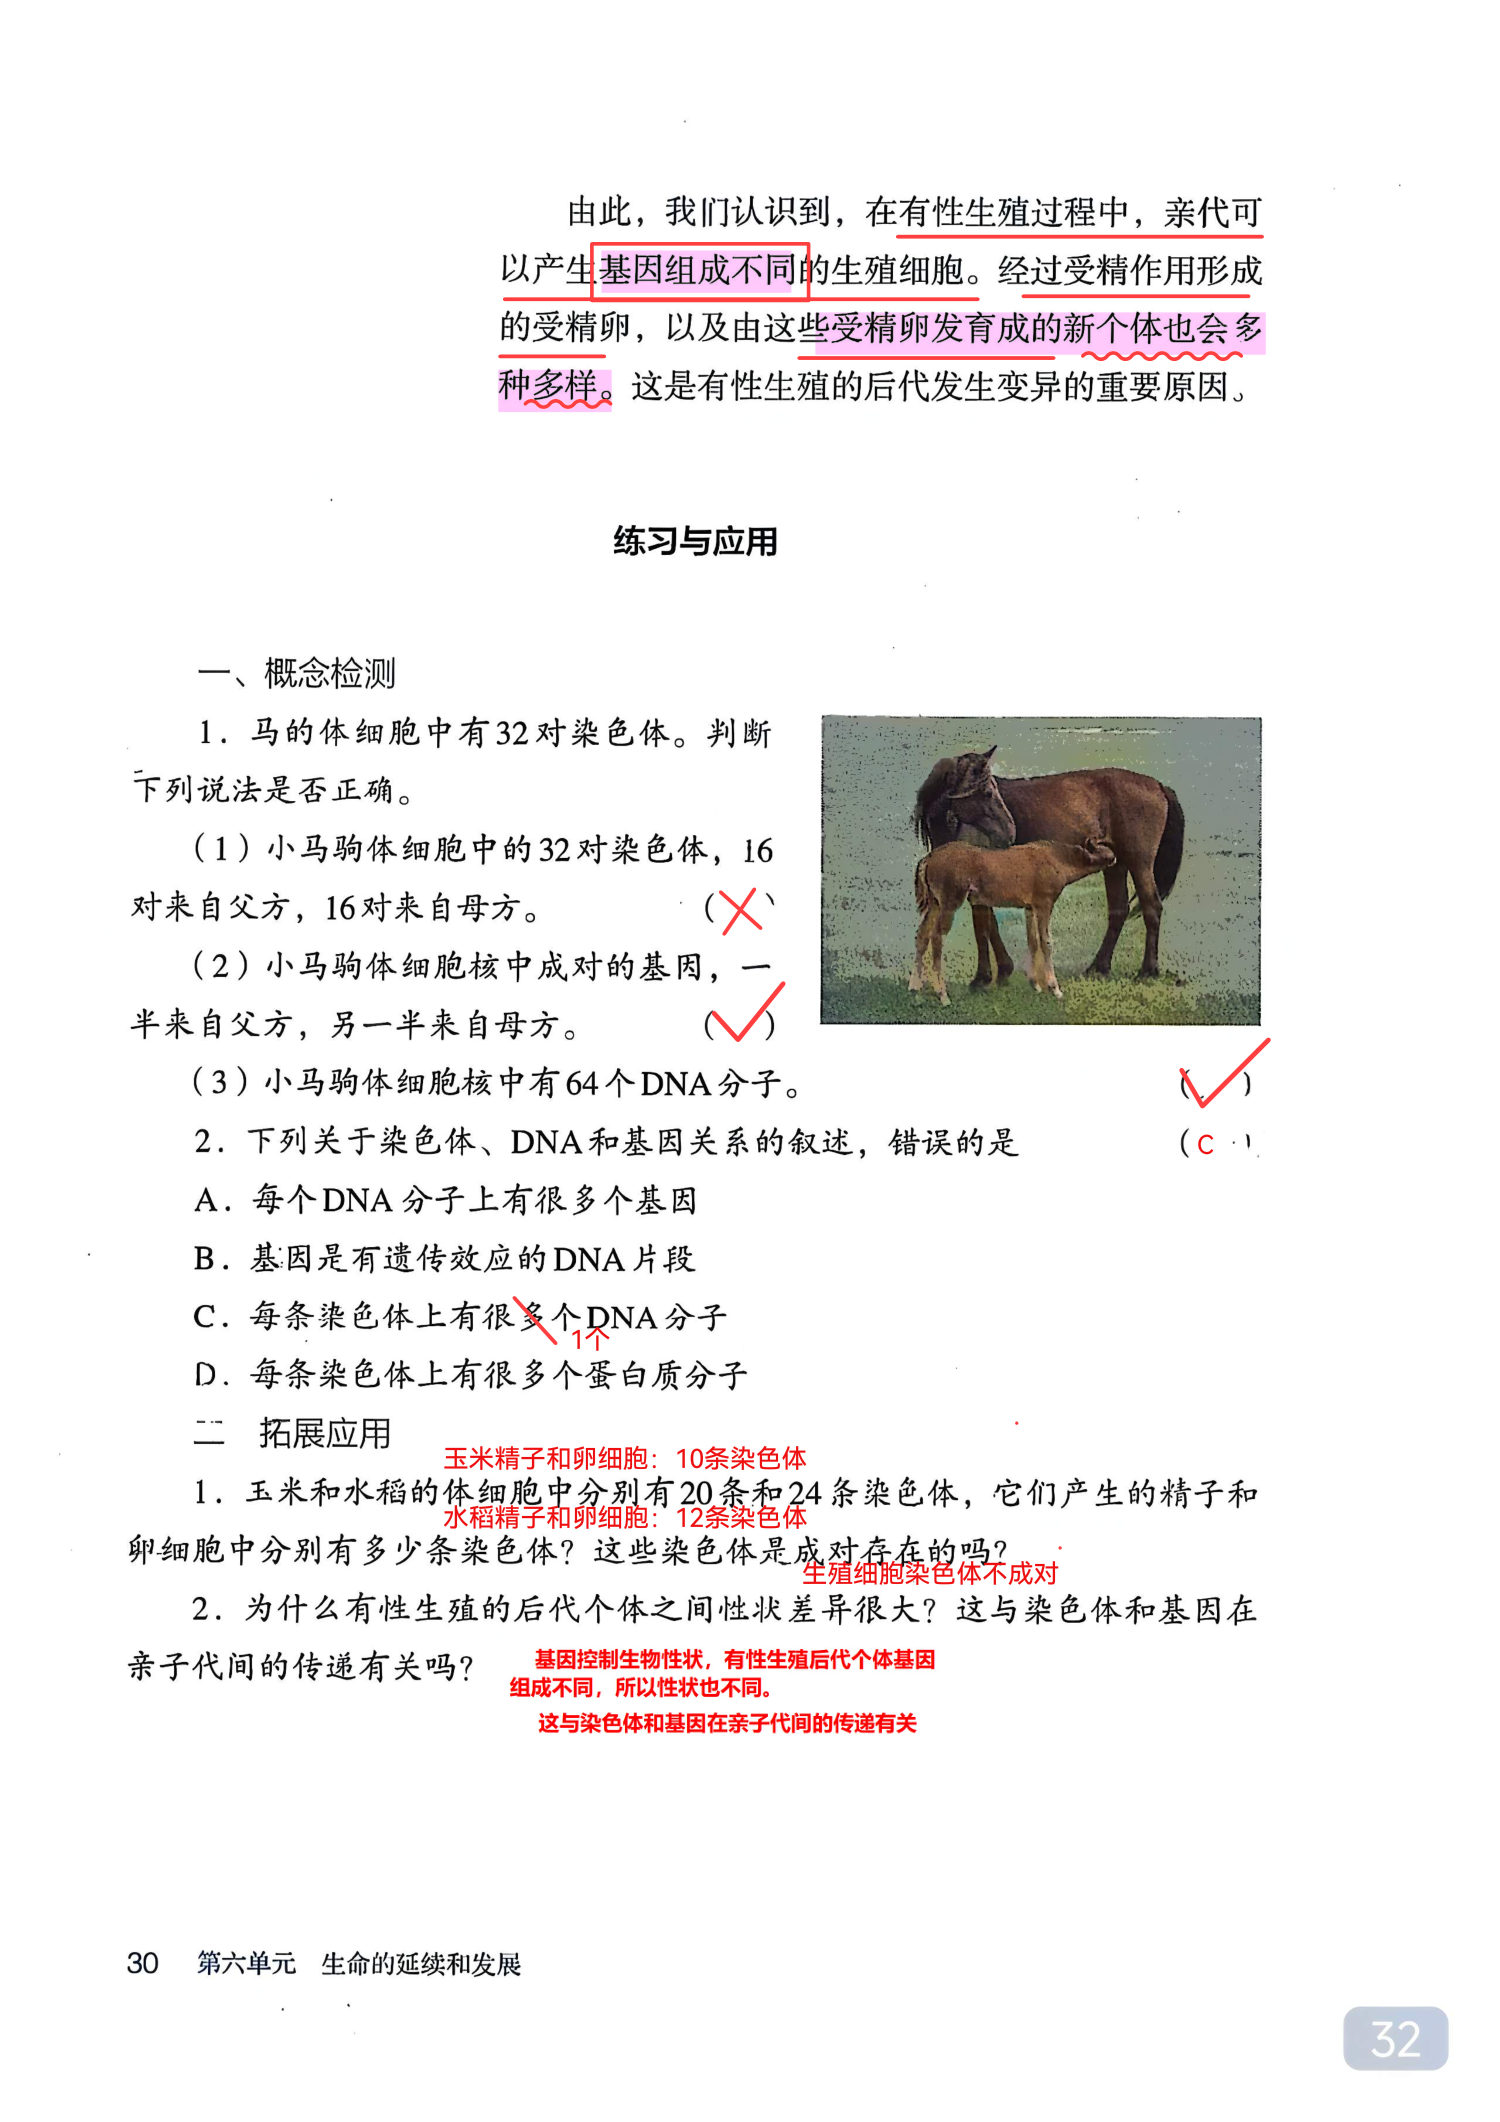 由此，我们认识到，在有性生殖过程中，亲代可
以产生基因组成不同的生殖细胞。经过受精作用形成
的受精卵，以及由这些受精卵发育成的新个体也会多
种多样。这是有性生殖的后代发生变异的重要原因。
练习与应用
一、概念检测
1. 马的体细胞中有32对染色体。判断
下列说法是否正确。
（1）小马驹体细胞中的32对染色体，16
对来自父方，16对来自母方。 （×）
（2）小马驹体细胞核中成对的基因，一
半来自父方，另一半来自母方。 （✓）
（3）小马驹体细胞核中有64个DNA分子。 （✓）
2. 下列关于染色体、DNA和基因关系的叙述，错误的是 （C）
A. 每个DNA分子上有很多个基因
B. 基因是有遗传效应的DNA片段
C. 每条染色体上有很多个DNA分子
1个
D. 每条染色体上有很多个蛋白质分子
二 拓展应用
玉米精子和卵细胞：10条染色体
1. 玉米和水稻的体细胞中分别有20条和24条染色体，它们产生的精子和
水稻精子和卵细胞：12条染色体
卵细胞中分别有多少条染色体？这些染色体是成对存在的吗？
生殖细胞染色体不成对
2. 为什么有性生殖的后代个体之间性状差异很大？这与染色体和基因在
亲子代间的传递有关吗？
基因控制生物性状，有性生殖后代个体基因
组成不同，所以性状也不同。
这与染色体和基因在亲子代间的传递有关
30 第六单元 生命的延续和发展
32